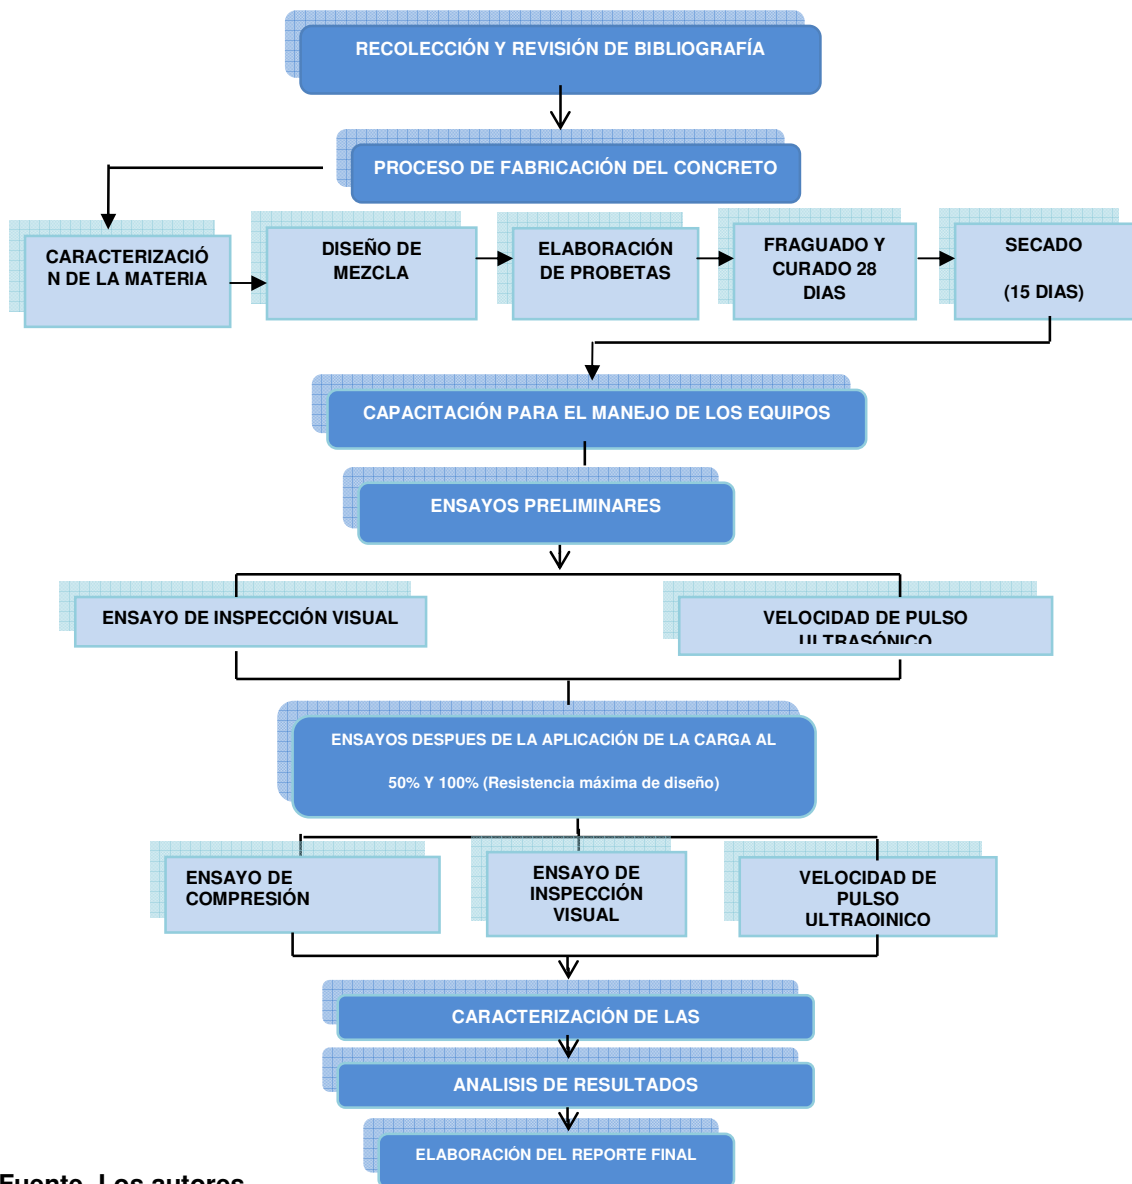 RECOLECCIÓN Y REVISIÓN DE BIBLIOGRAFÍA
PROCESO DE FABRICACIÓN DEL CONCRETO
CARACTERIZACIÓ
N DE LA MATERIA
DISEÑO DE
MEZCLA
ELABORACIÓN
DE PROBETAS
FRAGUADO Y
CURADO 28
DIAS
SECADO
(15 DIAS)
CAPACITACIÓN PARA EL MANEJO DE LOS EQUIPOS
ENSAYOS PRELIMINARES
ENSAYO DE INSPECCIÓN VISUAL
VELOCIDAD DE PULSO
ULTRASÓNICO
ENSAYOS DESPUES DE LA APLICACIÓN DE LA CARGA AL
50% Y 100% (Resistencia máxima de diseño)
ENSAYO DE
COMPRESIÓN
ENSAYO DE
INSPECCIÓN
VISUAL
VELOCIDAD DE
PULSO
ULTRAOINICO
CARACTERIZACIÓN DE LAS
ANALISIS DE RESULTADOS
ELABORACIÓN DEL REPORTE FINAL
Fuente. Los autores